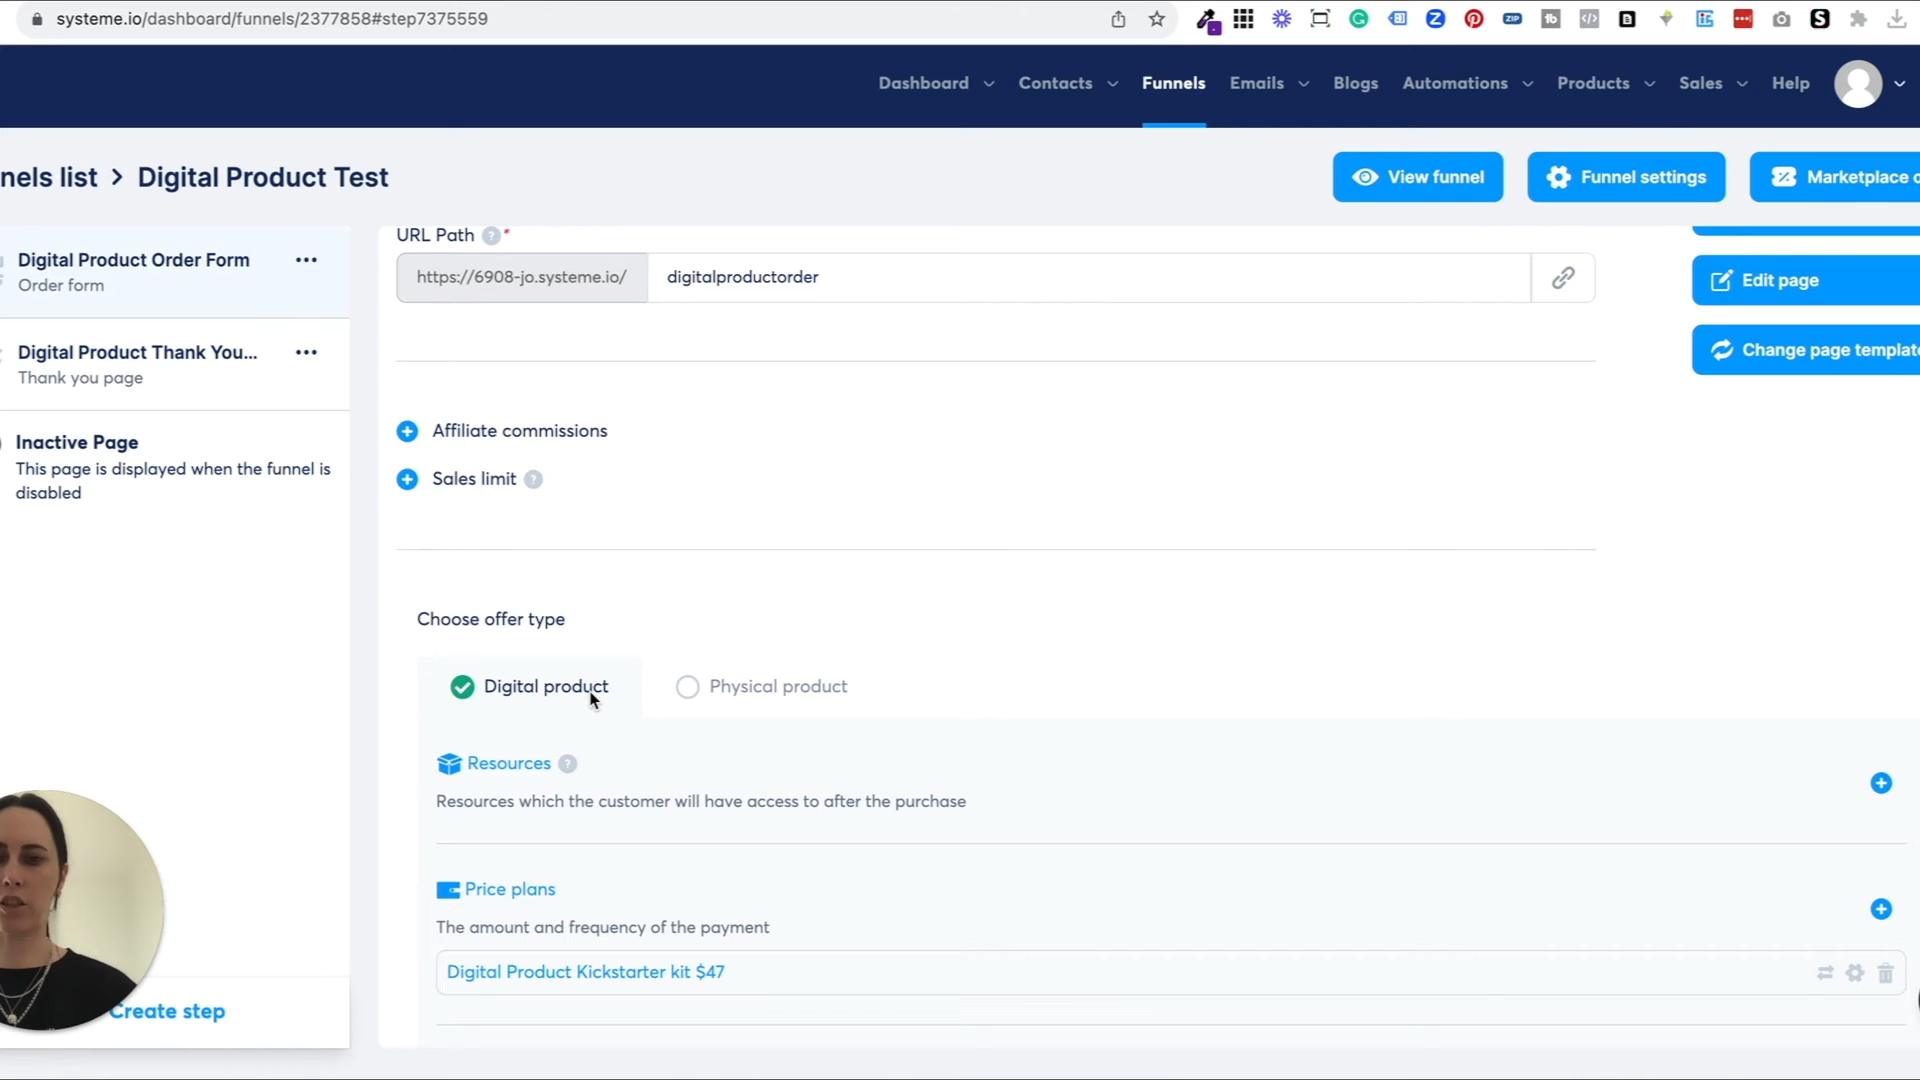 systeme.io/dashboard/funnels/2377858#step7375559
Dashboard
Contacts
Funnels
Emails
Blogs
Automations
Products
Sales
Help
nels list > Digital Product Test
View funnel
Funnel settings
Marketplace
Digital Product Order Form
Order form
Digital Product Thank You...
Thank you page
Inactive Page
This page is displayed when the funnel is
disabled
Create step
URL Path ? *
https://6908-jo.systeme.io/
digitalproductorder
Edit page
Change page template
Affiliate commissions
Sales limit ?
Choose offer type
Digital product
Physical product
Resources ?
Resources which the customer will have access to after the purchase
Price plans
The amount and frequency of the payment
Digital Product Kickstarter kit $47